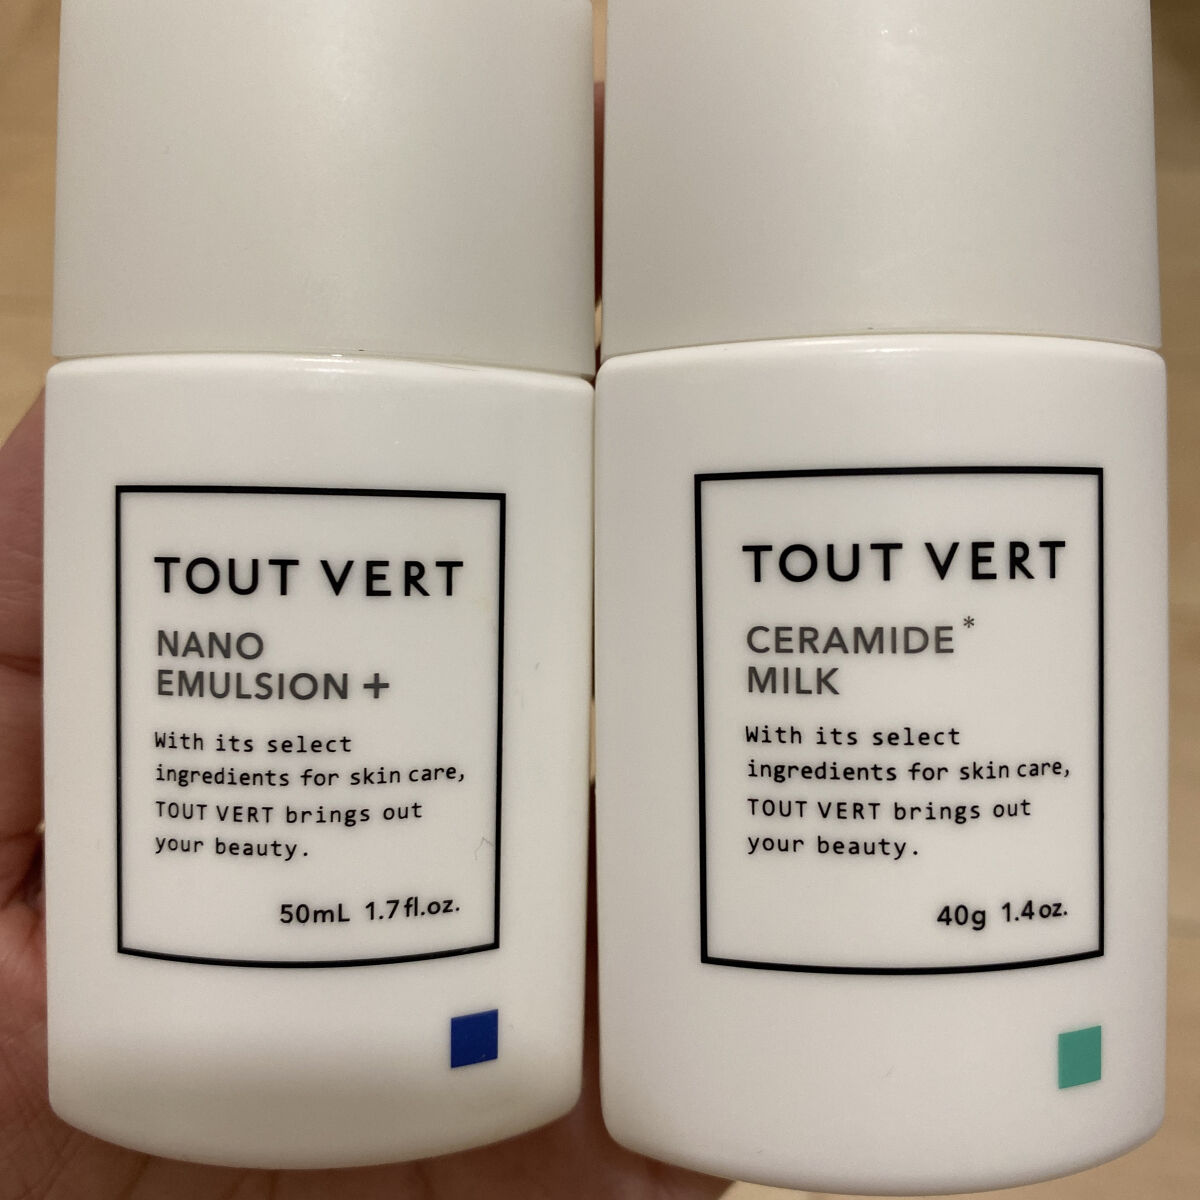 TOUT VERT
NANO
EMULSION +
With its select
ingredients for skin care,
TOUT VERT brings out
your beauty.
50mL 1.7fl.oz.
TOUT VERT
CERAMIDE*
MILK
With its select
ingredients for skin care,
TOUT VERT brings out
your beauty.
40g 1.4oz.